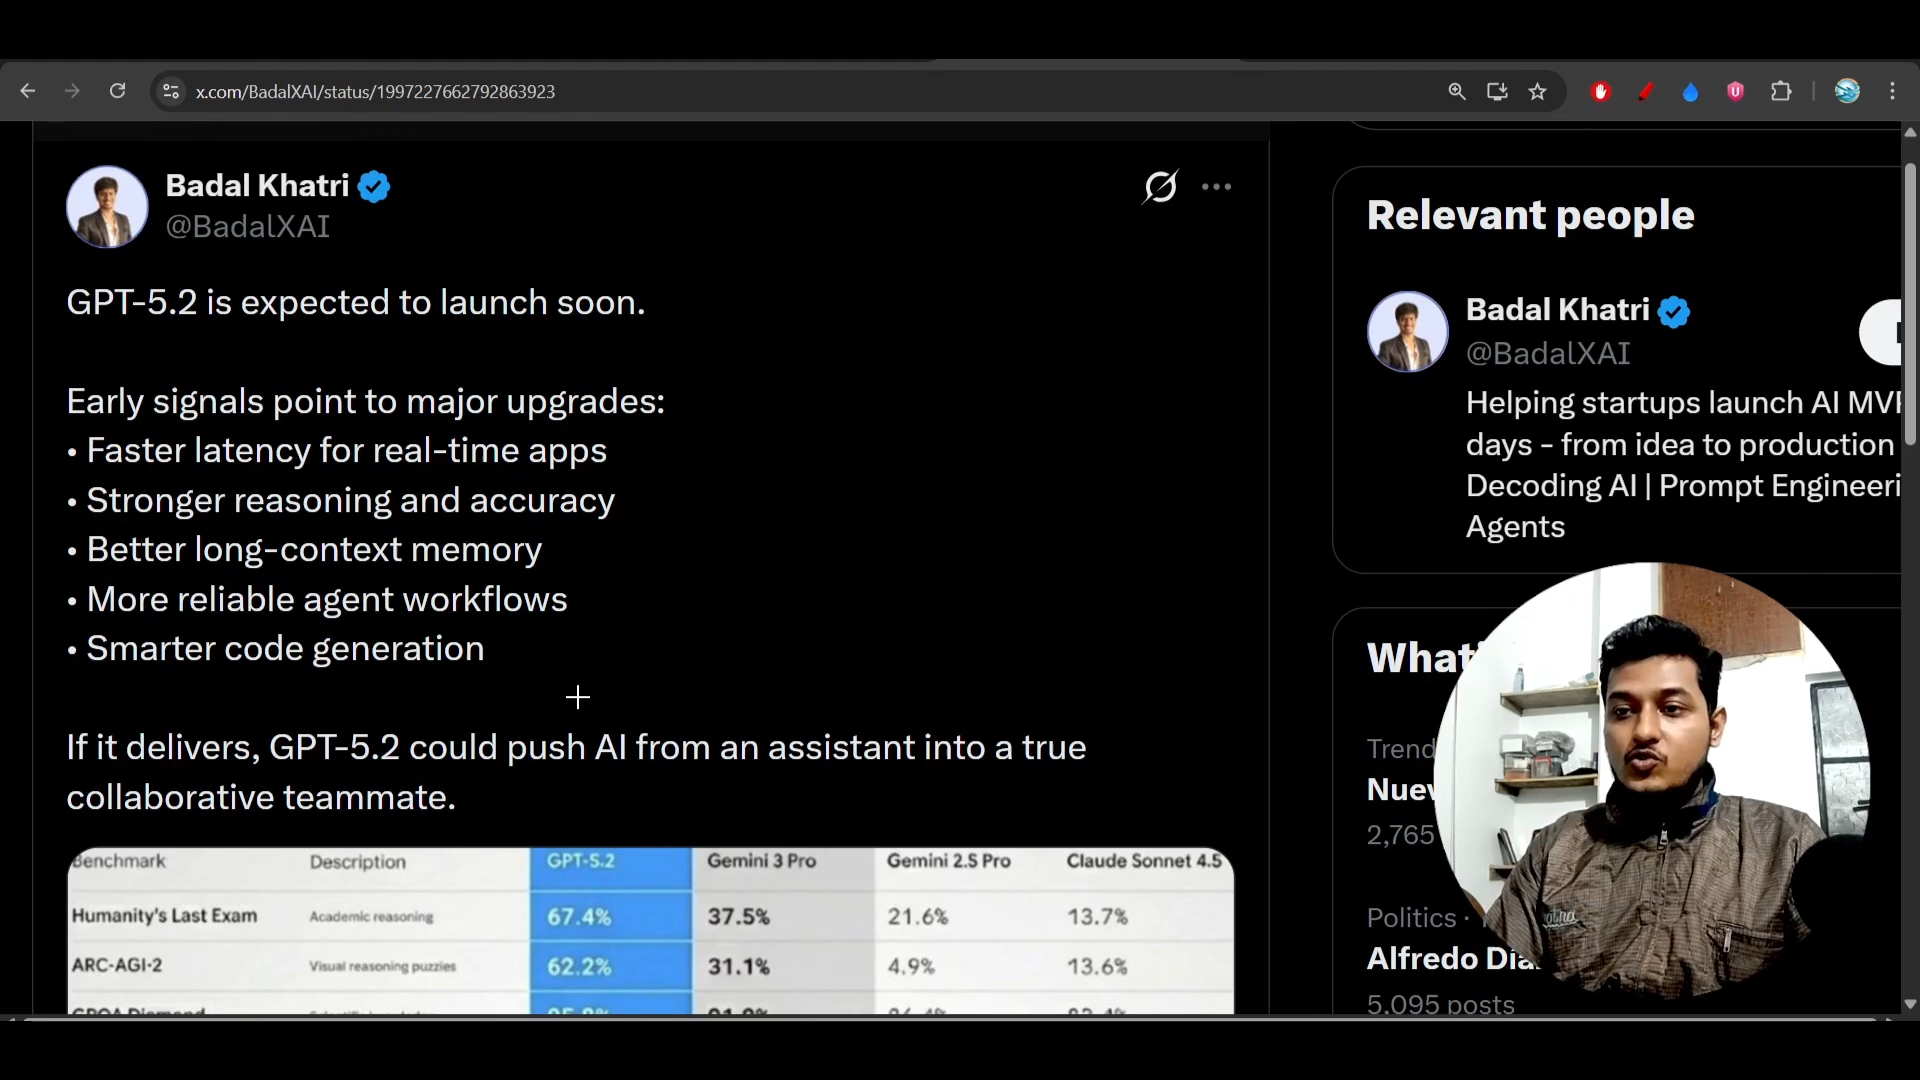 x.com/BadalXAI/status/1997227662792863923
Badal Khatri
@BadalXAI
GPT-5.2 is expected to launch soon.
Early signals point to major upgrades:
• Faster latency for real-time apps
• Stronger reasoning and accuracy
• Better long-context memory
• More reliable agent workflows
• Smarter code generation
If it delivers, GPT-5.2 could push AI from an assistant into a true
collaborative teammate.
Benchmark Description GPT-5.2 Gemini 3 Pro Gemini 2.5 Pro Claude Sonnet 4.5
Humanity's Last Exam Academic reasoning 67.4% 37.5% 21.6% 13.7%
ARC-AGI-2 Visual reasoning puzzles 62.2% 31.1% 4.9% 13.6%
Relevant people
Badal Khatri
@BadalXAI
Helping startups launch AI
days - from idea to production
Decoding AI | Prompt
Agents
Trend
2,765
Politics ·
Alfredo
5,095 posts